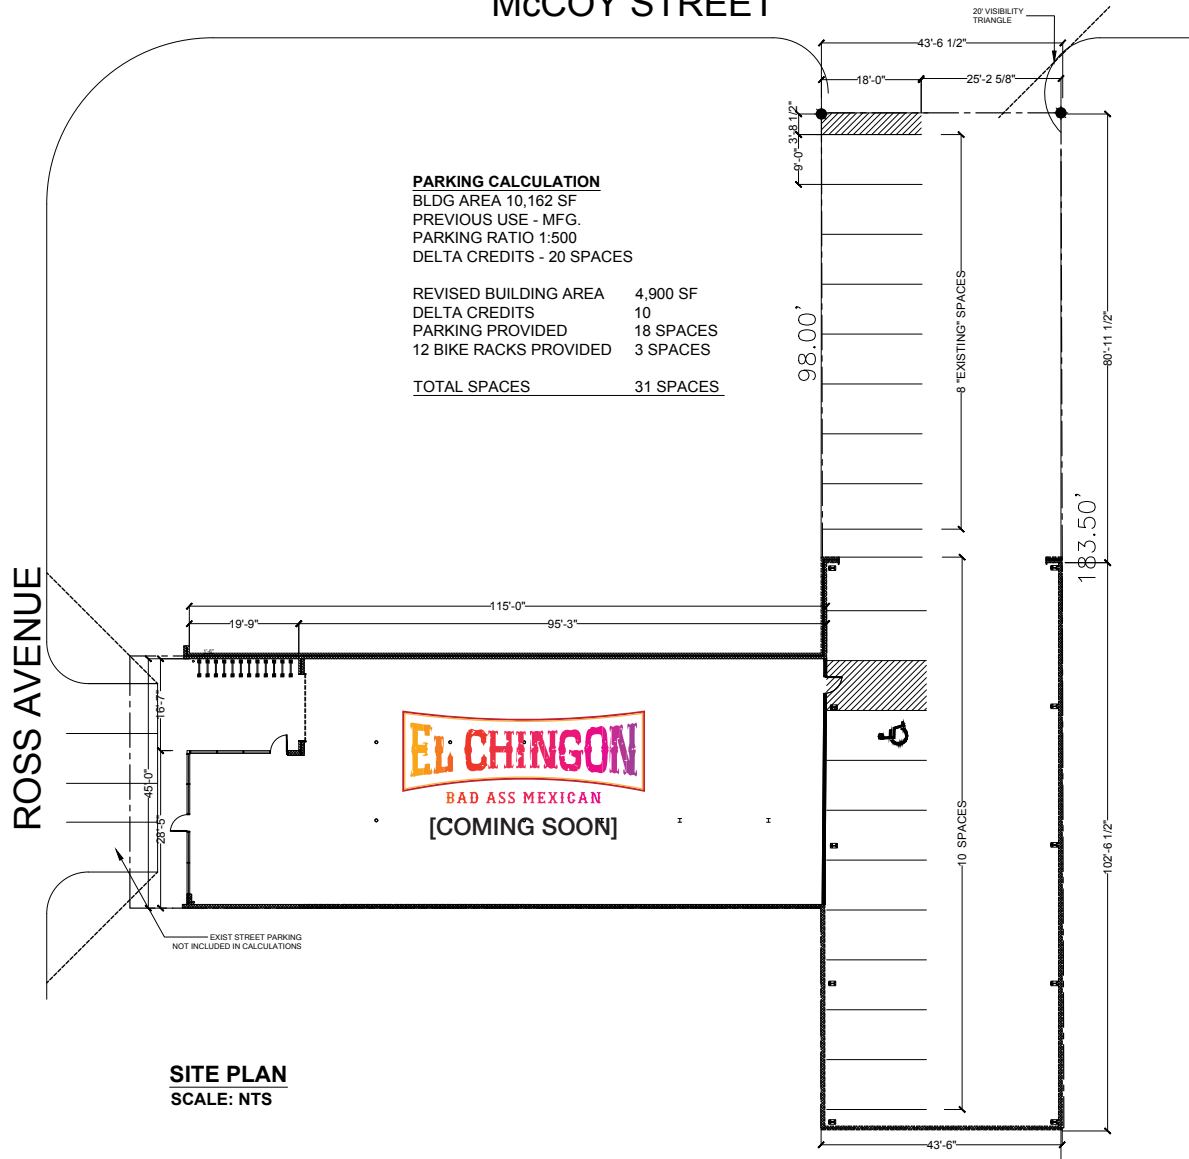 McCOY STREET
20' VISIBILITY
TRIANGLE
43'-6 1/2"
18'-0"
25'-2 5/8"
3'-8 1/2"
9'-0"
PARKING CALCULATION
BLDG AREA 10,162 SF
PREVIOUS USE - MFG.
PARKING RATIO 1:500
DELTA CREDITS - 20 SPACES
REVISED BUILDING AREA 4,900 SF
DELTA CREDITS 10
PARKING PROVIDED 18 SPACES
12 BIKE RACKS PROVIDED 3 SPACES
TOTAL SPACES 31 SPACES
98.00'
8 "EXISTING" SPACES
80'-11 1/2"
183.50'
ROSS AVENUE
115'-0"
19'-9"
95'-3"
16'-7"
45'-0"
28'-5"
EL CHINGON
BAD ASS MEXICAN
[COMING SOON]
10 SPACES
102'-6 1/2"
EXIST STREET PARKING
NOT INCLUDED IN CALCULATIONS
SITE PLAN
SCALE: NTS
43'-6"